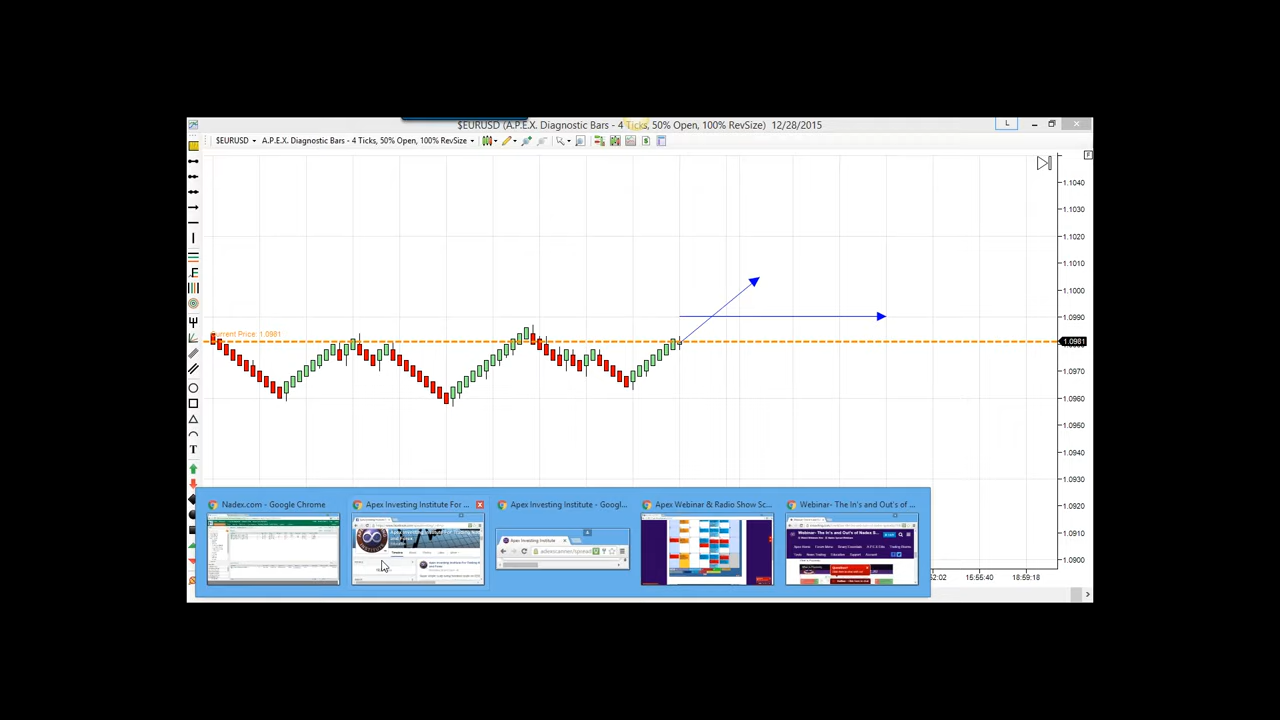 $EURUSD (A.P.E.X. Diagnostic Bars - 4 Ticks, 50% Open, 100% RevSize) 12/28/2015
$EURUSD A.P.E.X. Diagnostic Bars - 4 Ticks, 50% Open, 100% RevSize
F
1.1040
1.1030
1.1020
1.1010
1.1000
1.0990
Current Price: 1.0981
1.0981
1.0970
1.0960
1.0950
1.0940
1.0930
1.0900
Nadex.com - Google Chrome
Apex Investing Institute For ...
Apex Investing Institute - Googl...
Apex Webinar & Radio Show Sc...
Webinar- The In's and Out's of ...
Apex Investing Institute
15:55:40 18:59:18